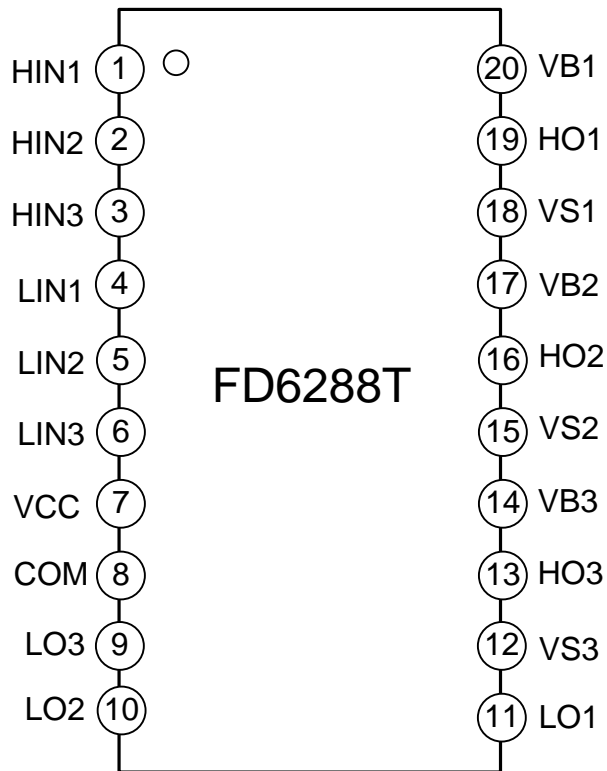 HIN1 1 20 VB1
HIN2 2 19 HO1
HIN3 3 18 VS1
LIN1 4 17 VB2
LIN2 5 16 HO2
FD6288T
LIN3 6 15 VS2
VCC 7 14 VB3
COM 8 13 HO3
LO3 9 12 VS3
LO2 10 11 LO1